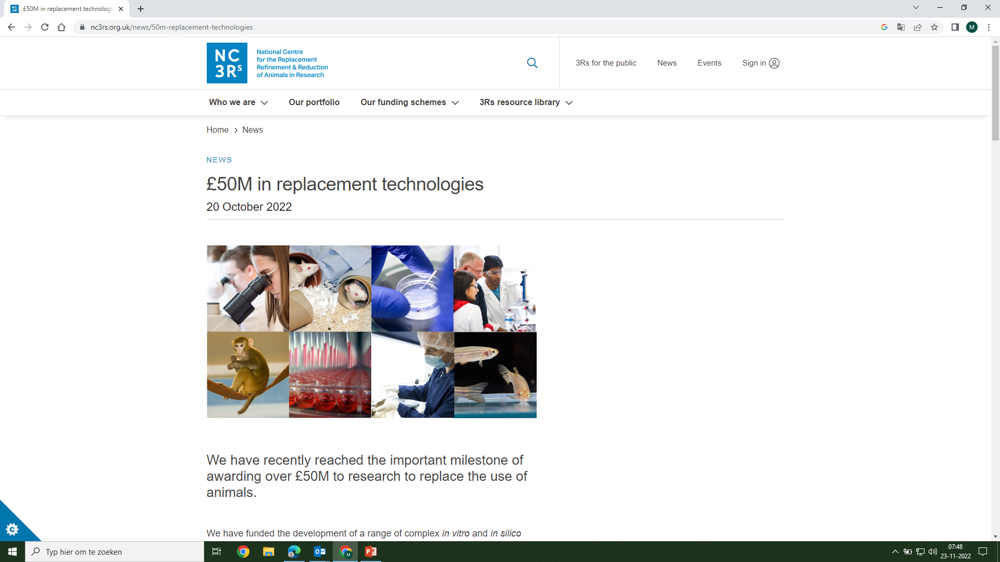 £50M in replacement technologi
nc3rs.org.uk/news/50m-replacement-technologies
M
NC
3Rs
National Centre
for the Replacement
Refinement & Reduction
of Animals in Research
3Rs for the public
News
Events
Sign in
Who we are
Our portfolio
Our funding schemes
3Rs resource library
Home > News
NEWS
£50M in replacement technologies
20 October 2022
We have recently reached the important milestone of
awarding over £50M to research to replace the use of
animals.
We have funded the development of a range of complex in vitro and in silico
Typ hier om te zoeken
07:48
23-11-2022